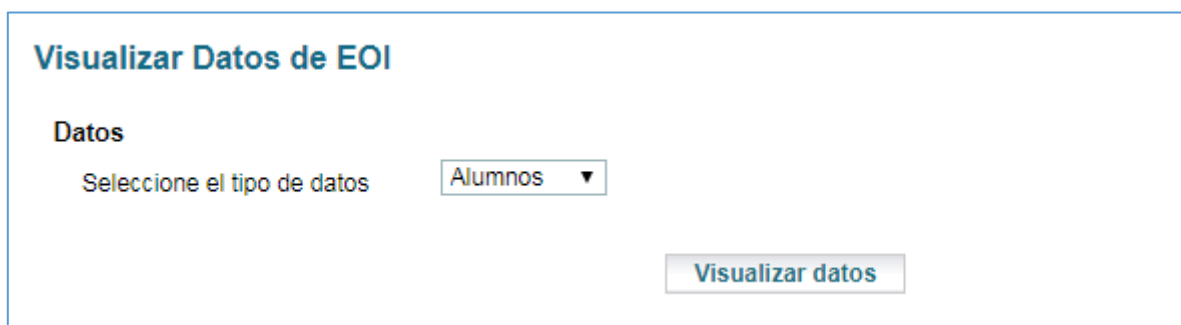 Visualizar Datos de EOI
Datos
Seleccione el tipo de datos Alumnos ▼
Visualizar datos